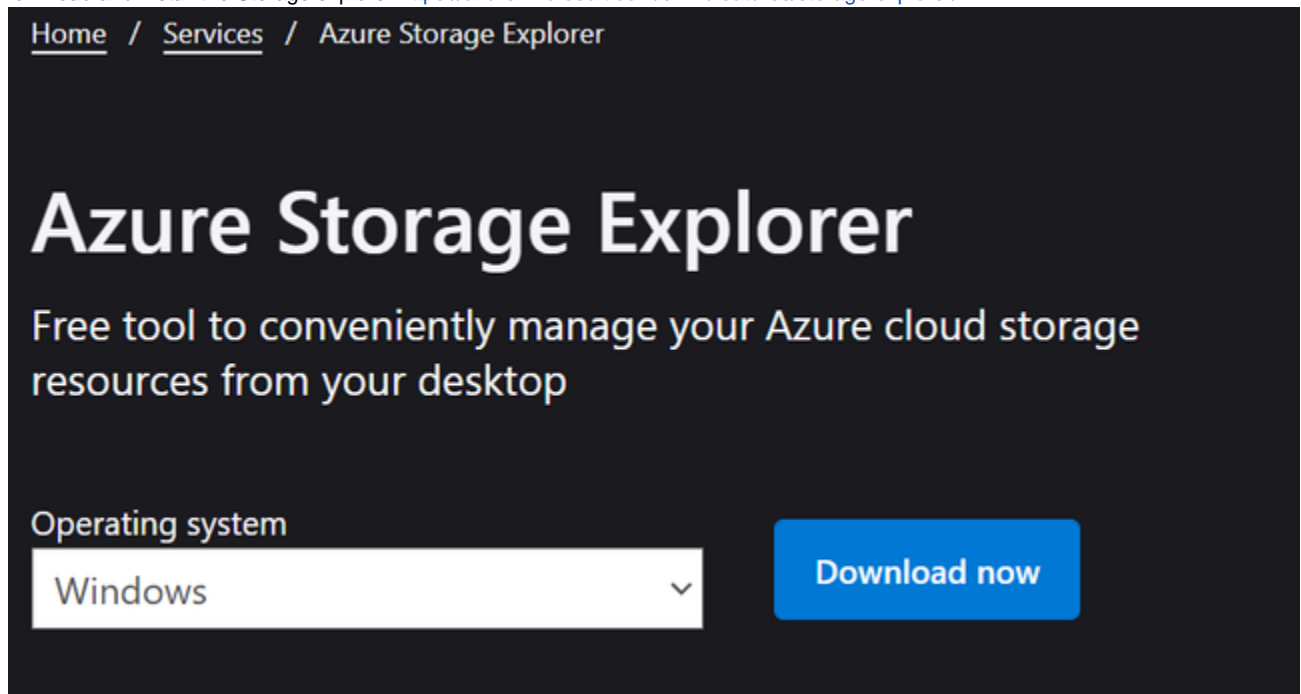 Home / Services / Azure Storage Explorer
Azure Storage Explorer
Free tool to conveniently manage your Azure cloud storage
resources from your desktop
Operating system
Windows
Download now